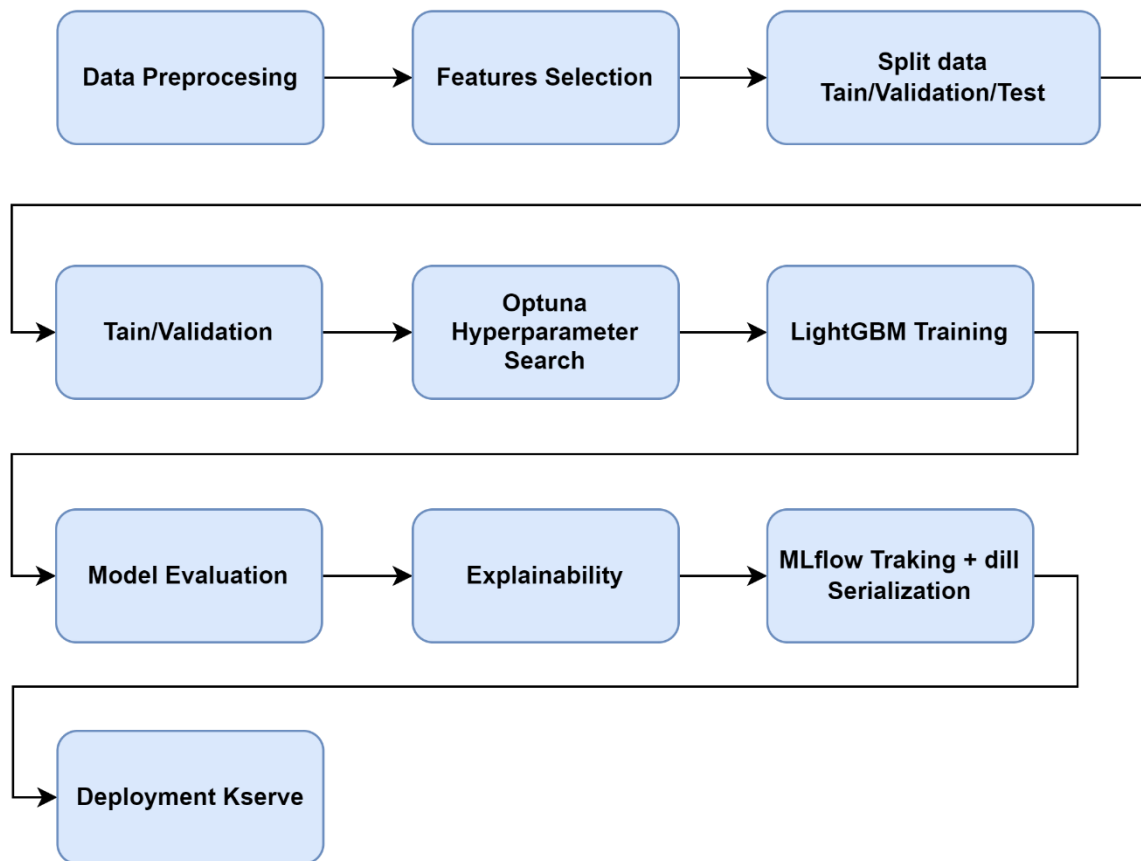 Data Preprocesing
Features Selection
Split data
Tain/Validation/Test
Tain/Validation
Optuna
Hyperparameter
Search
LightGBM Training
Model Evaluation
Explainability
MLflow Traking + dill
Serialization
Deployment Kserve